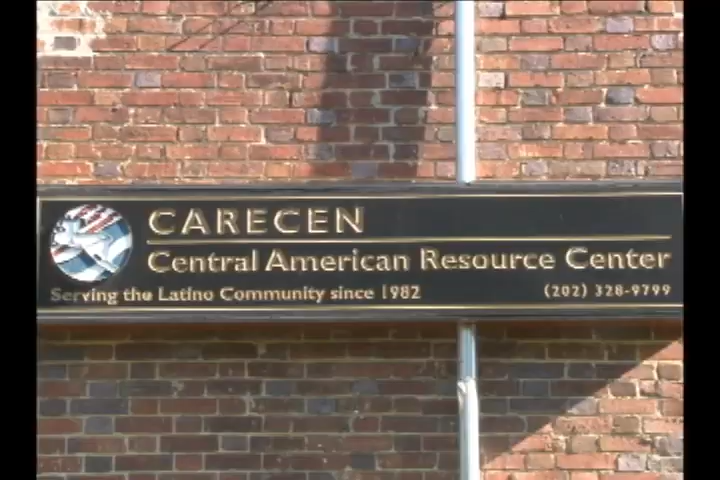 CARECEN
Central American Resource Center
Serving the Latino Community since 1982 (202) 328-9799